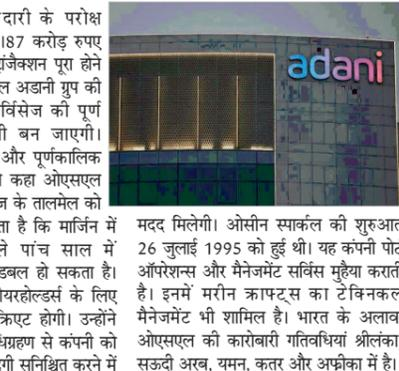 दारी के परोक्ष
187 करोड़ रुपए
ट्रांजैक्शन पूरा होने
ल अडानी ग्रुप की
र्विसेज की पूर्ण
ी बन जाएगी।
और पूर्णकालिक
कहा ओएसएल
ज के तालमेल को
ता है कि मार्जिन में
ले पांच साल में
डबल हो सकता है।
यरहोल्डर्स के लिए
क्रिएट होगी। उन्होंने
धिग्रहण से कंपनी को
सुनिश्चित करने में
adani
मदद मिलेगी। ओसीन स्पार्कल की शुरुआत
26 जुलाई 1995 को हुई थी। यह कंपनी पोर्ट
ऑपरेशन्स और मैनेजमेंट सर्विस मुहैया कराती
है। इनमें मरीन क्राफ्ट्स का टेक्निकल
मैनेजमेंट भी शामिल है। भारत के अलावा
ओएसएल की कारोबारी गतिवधियां श्रीलंका,
सऊदी अरब, यमन, कतर और अफ्रीका में है।